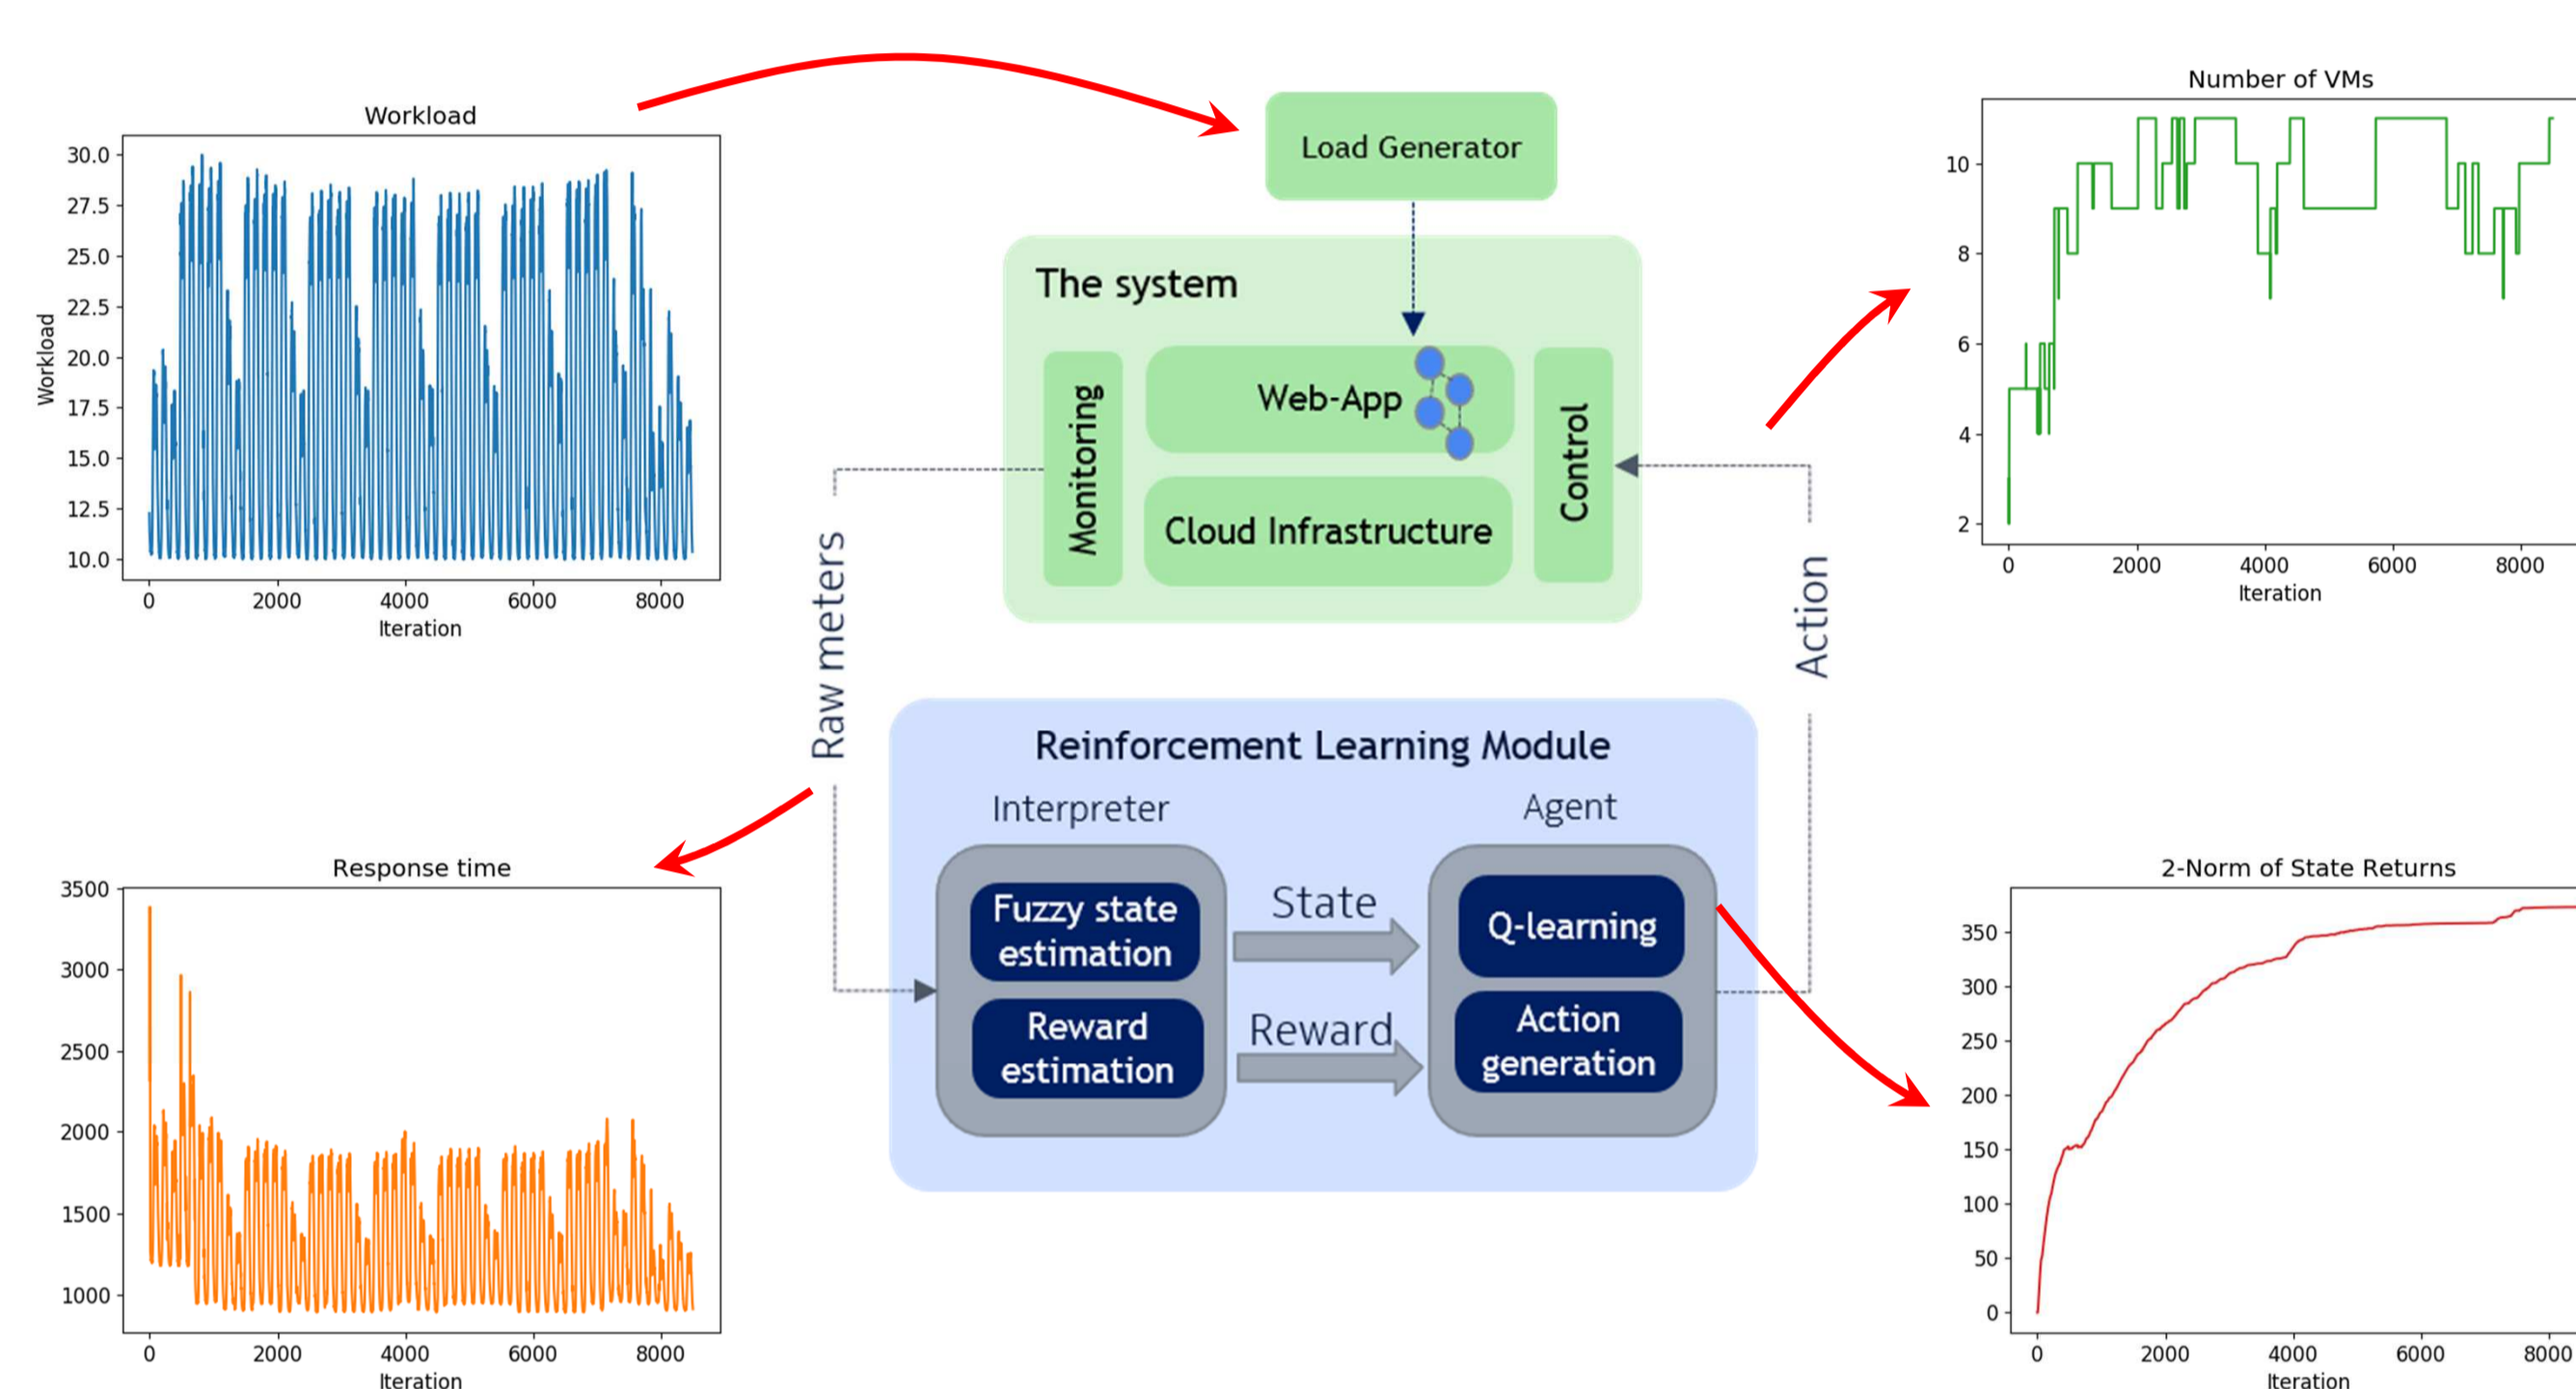 Workload
30.0
27.5
25.0
22.5
20.0
17.5
15.0
12.5
10.0
Workload
0 2000 4000 6000 8000
Iteration
Load Generator
The system
Monitoring
Web-App
Cloud Infrastructure
Control
Number of VMs
10
8
6
4
2
0 2000 4000 6000 8000
Iteration
Raw meters
Action
Reinforcement Learning Module
Interpreter
Agent
Fuzzy state
estimation
Reward
estimation
State
Reward
Q-learning
Action
generation
Response time
3500
3000
2500
2000
1500
1000
0 2000 4000 6000 8000
Iteration
2-Norm of State Returns
350
300
250
200
150
100
50
0
0 2000 4000 6000 8000
Iteration